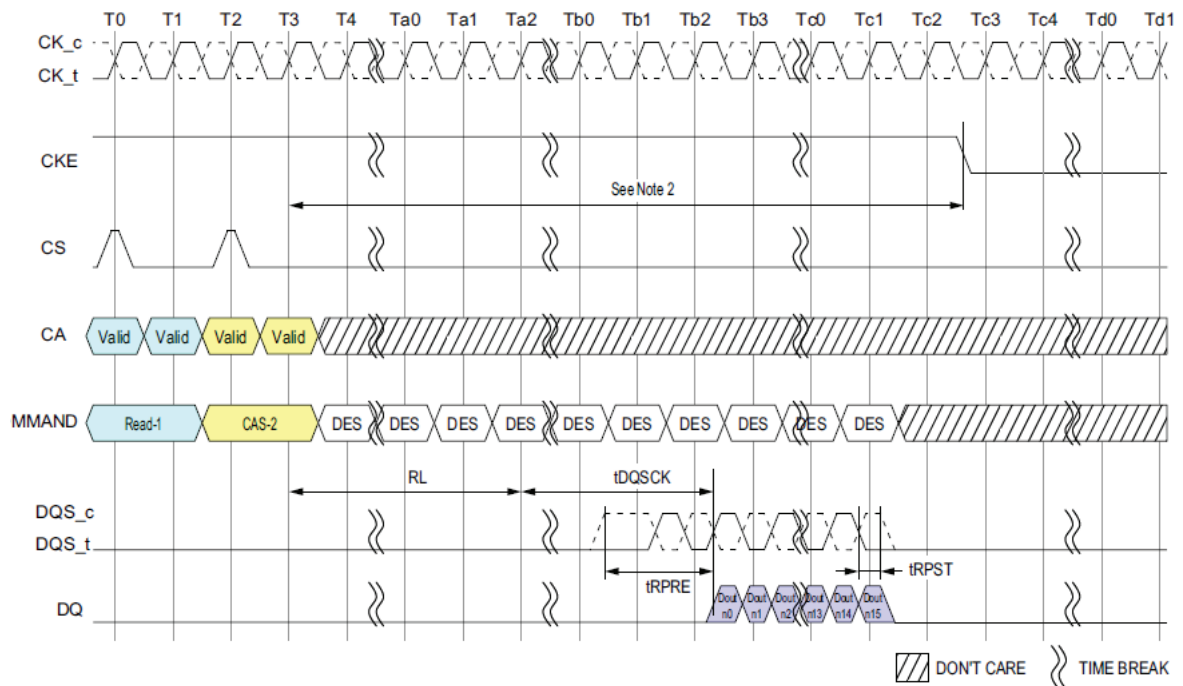 T0 T1 T2 T3 T4 Ta0 Ta1 Ta2 Tb0 Tb1 Tb2 Tb3 Tc0 Tc1 Tc2 Tc3 Tc4 Td0 Td1
CK_c
CK_t
CKE
See Note 2
CS
CA Valid Valid Valid Valid
MMAND Read-1 CAS-2 DES DES DES DES DES DES DES DES DES DES
RL tDQSCK
DQS_c
DQS_t
tRPRE tRPST
DQ Dout n0 Dout n1 Dout n2 Dout n13 Dout n14 Dout n15
DON'T CARE TIME BREAK